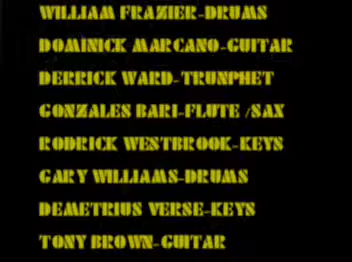 WILLIAM FRAZIER-DRUMS
DOMINICK MARCANO-GUITAR
DERRICK WARD-TRUNPHET
GONZALES BARI-FLUTE /SAX
RODRICK WESTBROOK-KEYS
GARY WILLIAMS-DRUMS
DEMETRIUS VERSE-KEYS
TONY BROWN-GUITAR